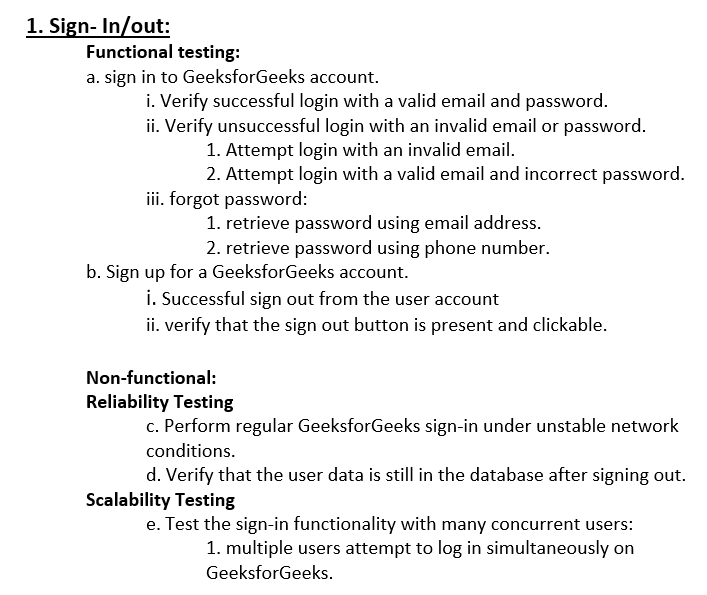 1. Sign- In/out:
Functional testing:
a. sign in to GeeksforGeeks account.
i. Verify successful login with a valid email and password.
ii. Verify unsuccessful login with an invalid email or password.
1. Attempt login with an invalid email.
2. Attempt login with a valid email and incorrect password.
iii. forgot password:
1. retrieve password using email address.
2. retrieve password using phone number.
b. Sign up for a GeeksforGeeks account.
i. Successful sign out from the user account
ii. verify that the sign out button is present and clickable.
Non-functional:
Reliability Testing
c. Perform regular GeeksforGeeks sign-in under unstable network
conditions.
d. Verify that the user data is still in the database after signing out.
Scalability Testing
e. Test the sign-in functionality with many concurrent users:
1. multiple users attempt to log in simultaneously on
GeeksforGeeks.